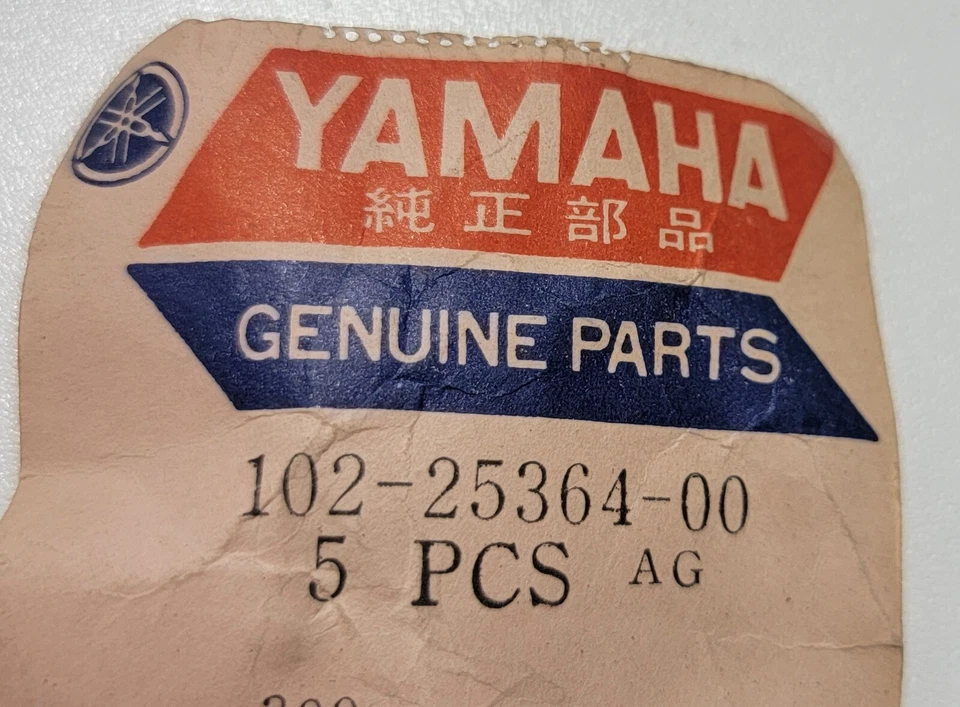 YAMAHA
純正部品
GENUINE PARTS
102-25364-00
5 PCS AG